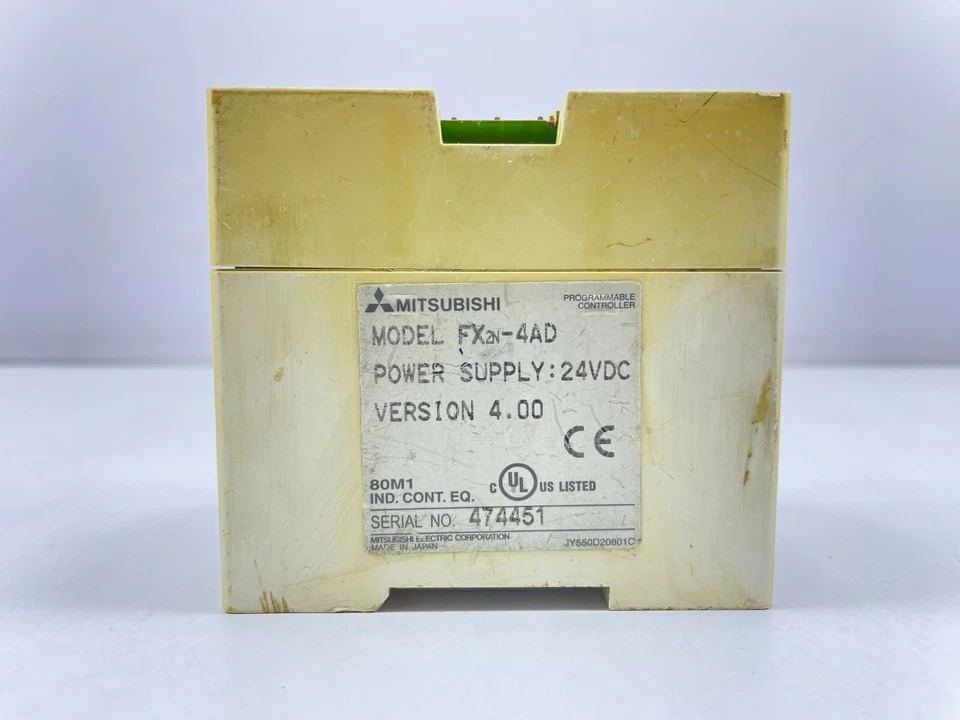 MITSUBISHI
PROGRAMMABLE
CONTROLLER
MODEL FX2N-4AD
POWER SUPPLY:24VDC
VERSION 4.00
CE
80M1
IND. CONT. EQ.
C UL US LISTED
SERIAL NO. 474451
MITSUBISHI ELECTRIC CORPORATION
MADE IN JAPAN
JY550D20801C